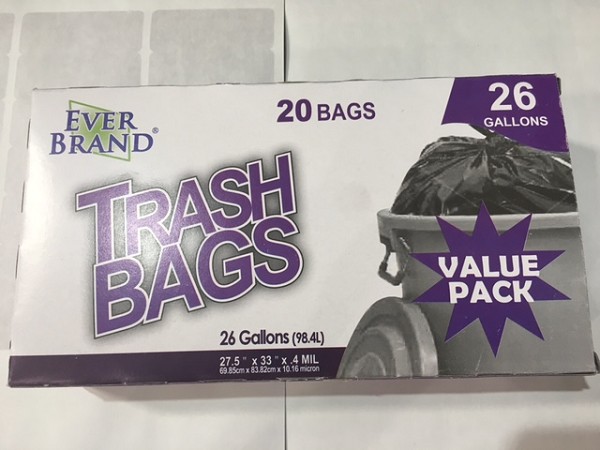 EVER
BRAND®
20 BAGS
26
GALLONS
TRASH
BAGS
VALUE
PACK
26 Gallons (98.4L)
27.5 " x 33 " x .4 MIL
69.85cm x 83.82cm x 10.16 micron